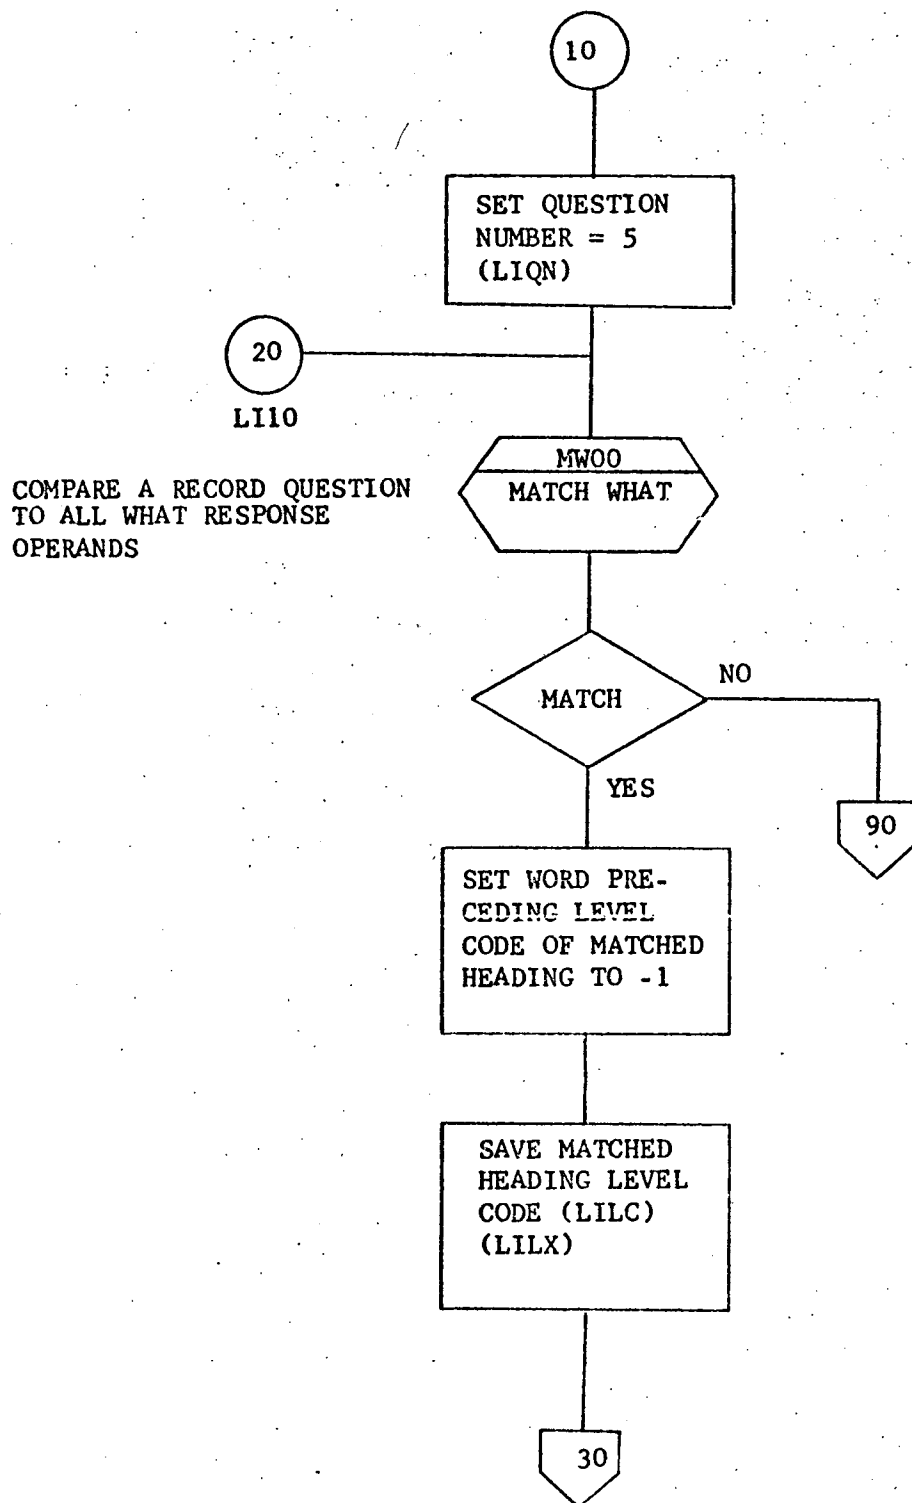 10
SET QUESTION
NUMBER = 5
(LIQN)
20
LI10
COMPARE A RECORD QUESTION
TO ALL WHAT RESPONSE
OPERANDS
MWOO
MATCH WHAT
MATCH
NO
YES
90
SET WORD PRE-
CEDING LEVEL
CODE OF MATCHED
HEADING TO -1
SAVE MATCHED
HEADING LEVEL
CODE (LILC)
(LILX)
30